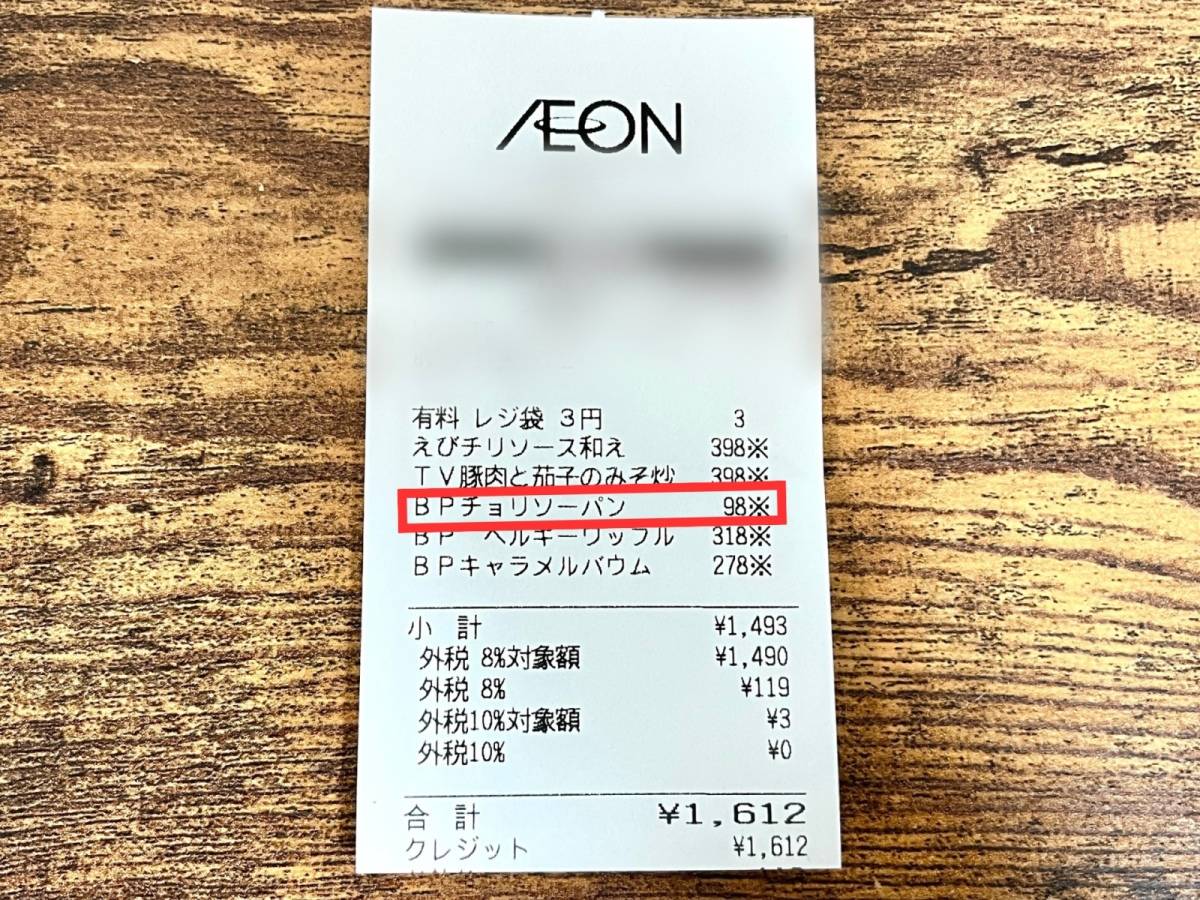 ÆON
有料 レジ袋 3円 3
えびチリソース和え 398※
TV豚肉と茄子のみそ炒 398※
BPチョリソーパン 98※
BP ベルギーワッフル 318※
BPキャラメルバウム 278※
小 計 ¥1,493
外税 8%対象額 ¥1,490
外税 8% ¥119
外税10%対象額 ¥3
外税10% ¥0
合 計 ¥1,612
クレジット ¥1,612